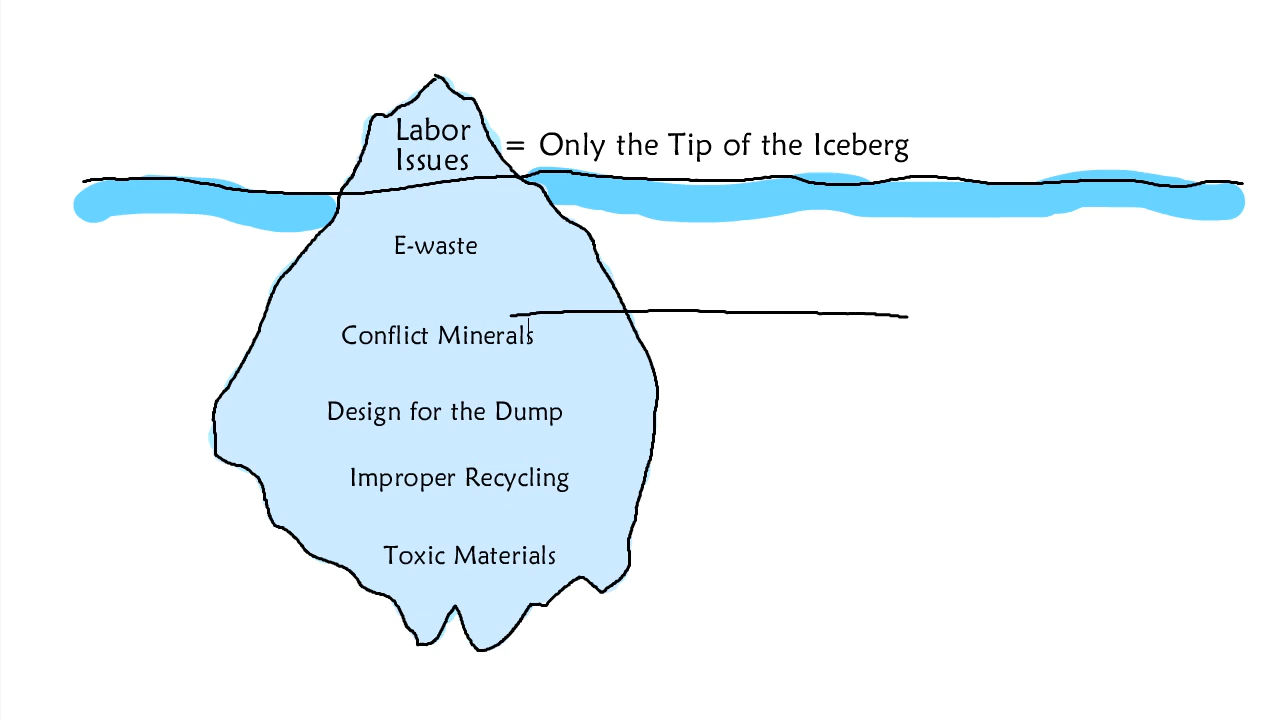 Labor
Issues
= Only the Tip of the Iceberg
E-waste
Conflict Minerals
Design for the Dump
Improper Recycling
Toxic Materials